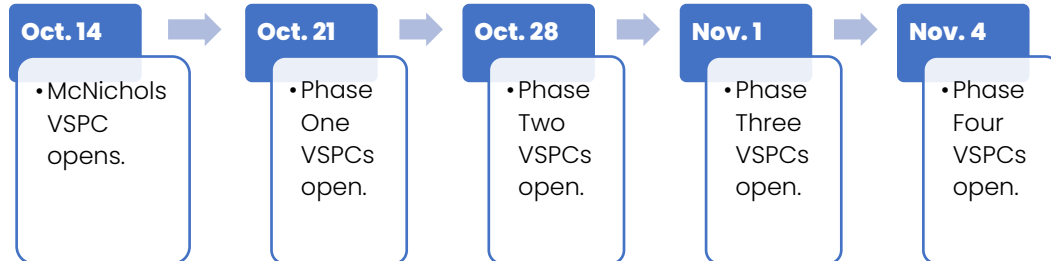 Oct. 14
• McNichols
VSPC
opens.
Oct. 21
• Phase
One
VSPCs
open.
Oct. 28
• Phase
Two
VSPCs
open.
Nov. 1
• Phase
Three
VSPCs
open.
Nov. 4
• Phase
Four
VSPCs
open.